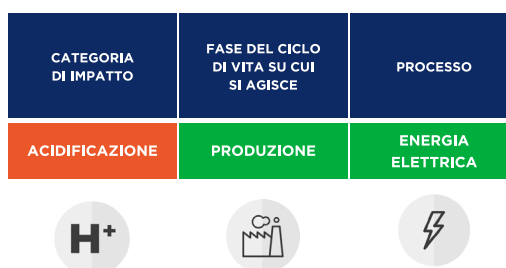 CATEGORIA
DI IMPATTO
FASE DEL CICLO
DI VITA SU CUI
SI AGISCE
PROCESSO
ACIDIFICAZIONE
PRODUZIONE
ENERGIA
ELETTRICA
H+